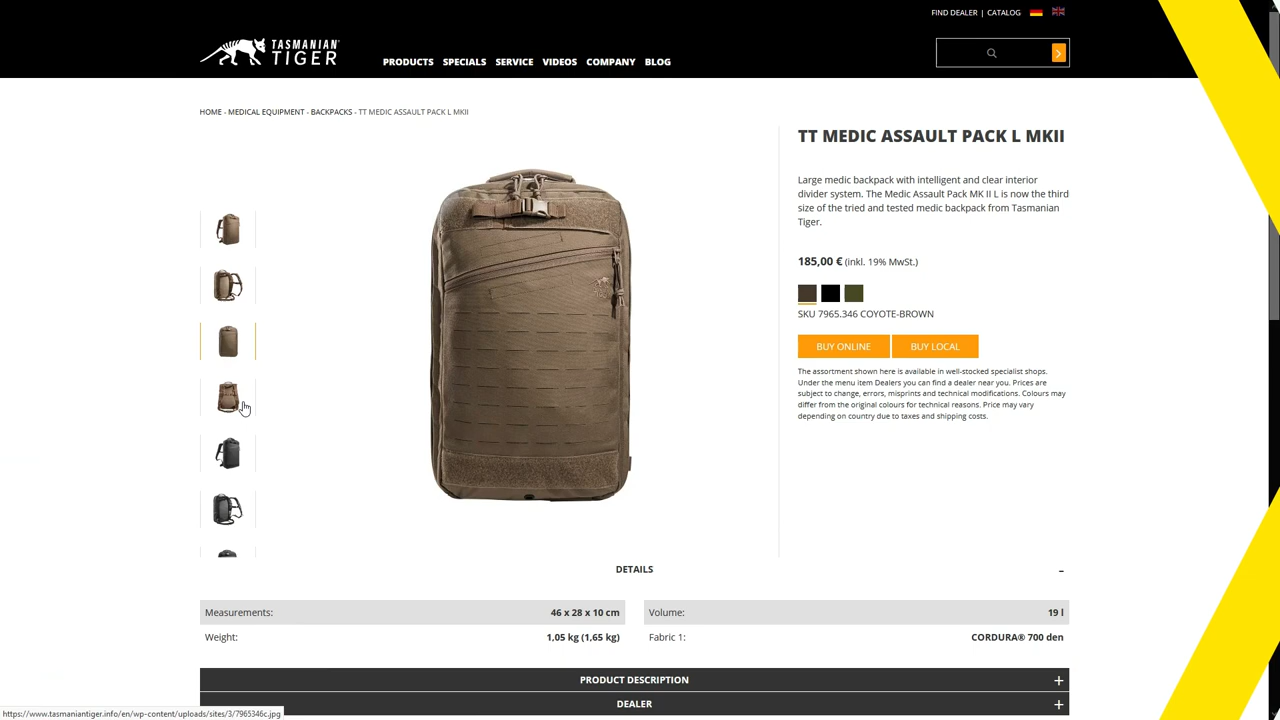 FIND DEALER | CATALOG
TASMANIAN
TIGER
PRODUCTS SPECIALS SERVICE VIDEOS COMPANY BLOG
HOME - MEDICAL EQUIPMENT - BACKPACKS - TT MEDIC ASSAULT PACK L MKII
TT MEDIC ASSAULT PACK L MKII
Large medic backpack with intelligent and clear interior
divider system. The Medic Assault Pack MK II L is now the third
size of the tried and tested medic backpack from Tasmanian
Tiger.
185,00 € (inkl. 19% MwSt.)
SKU 7965.346 COYOTE-BROWN
BUY ONLINE BUY LOCAL
The assortment shown here is available in well-stocked specialist shops.
Under the menu item Dealers you can find a dealer near you. Prices are
subject to change, errors, misprints and technical modifications. Colours may
differ from the original colours for technical reasons. Price may vary
depending on country due to taxes and shipping costs.
DETAILS -
Measurements: 46 x 28 x 10 cm Volume: 19 l
Weight: 1,05 kg (1,65 kg) Fabric 1: CORDURA® 700 den
PRODUCT DESCRIPTION +
DEALER +
https://www.tasmaniantiger.info/en/wp-content/uploads/sites/3/7965346c.jpg